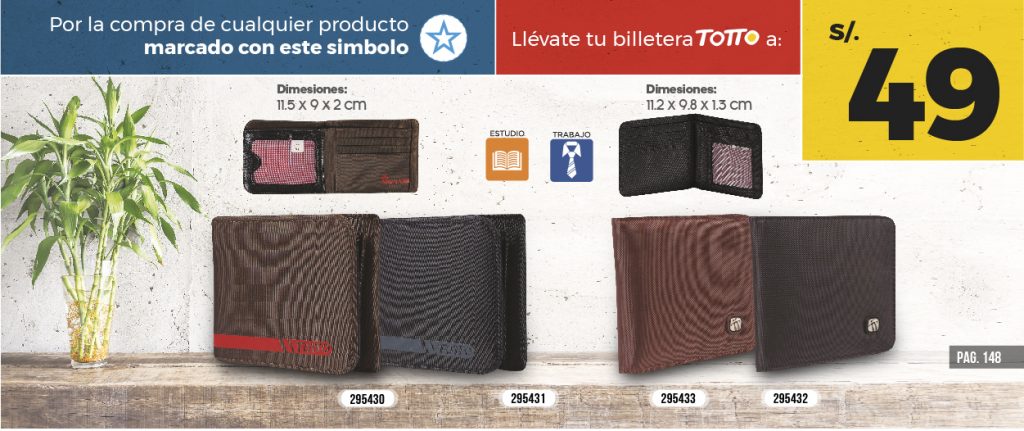 Por la compra de cualquier producto
marcado con este simbolo
Llévate tu billetera TOTTO a:
s/.
49
Dimesiones:
11.5 x 9 x 2 cm
ESTUDIO
TRABAJO
Dimesiones:
11.2 x 9.8 x 1.3 cm
PAG. 148
295430
295431
295433
295432